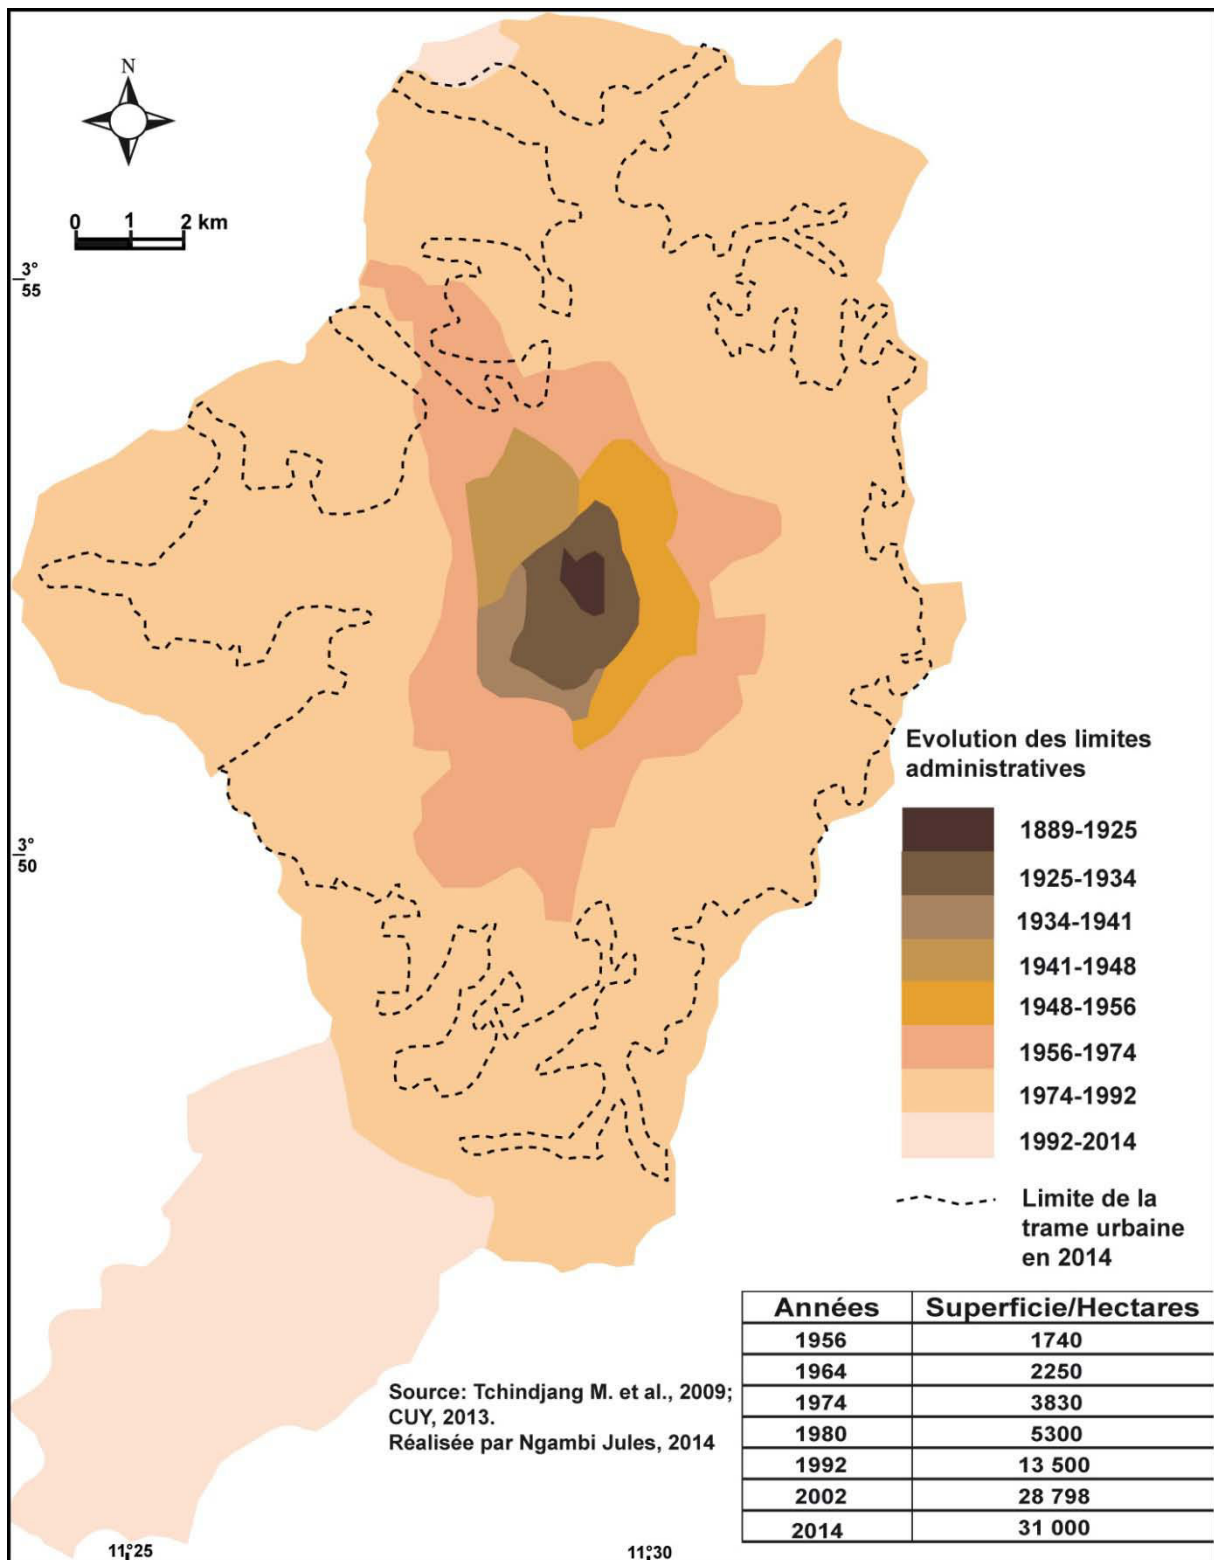 N
0 1 2 km
3°
55
3°
50
Evolution des limites
administratives
1889-1925
1925-1934
1934-1941
1941-1948
1948-1956
1956-1974
1974-1992
1992-2014
Limite de la
trame urbaine
en 2014
Années Superficie/Hectares
1956 1740
1964 2250
1974 3830
1980 5300
1992 13 500
2002 28 798
2014 31 000
Source: Tchindjang M. et al., 2009;
CUY, 2013.
Réalisée par Ngambi Jules, 2014
11°25 11°30